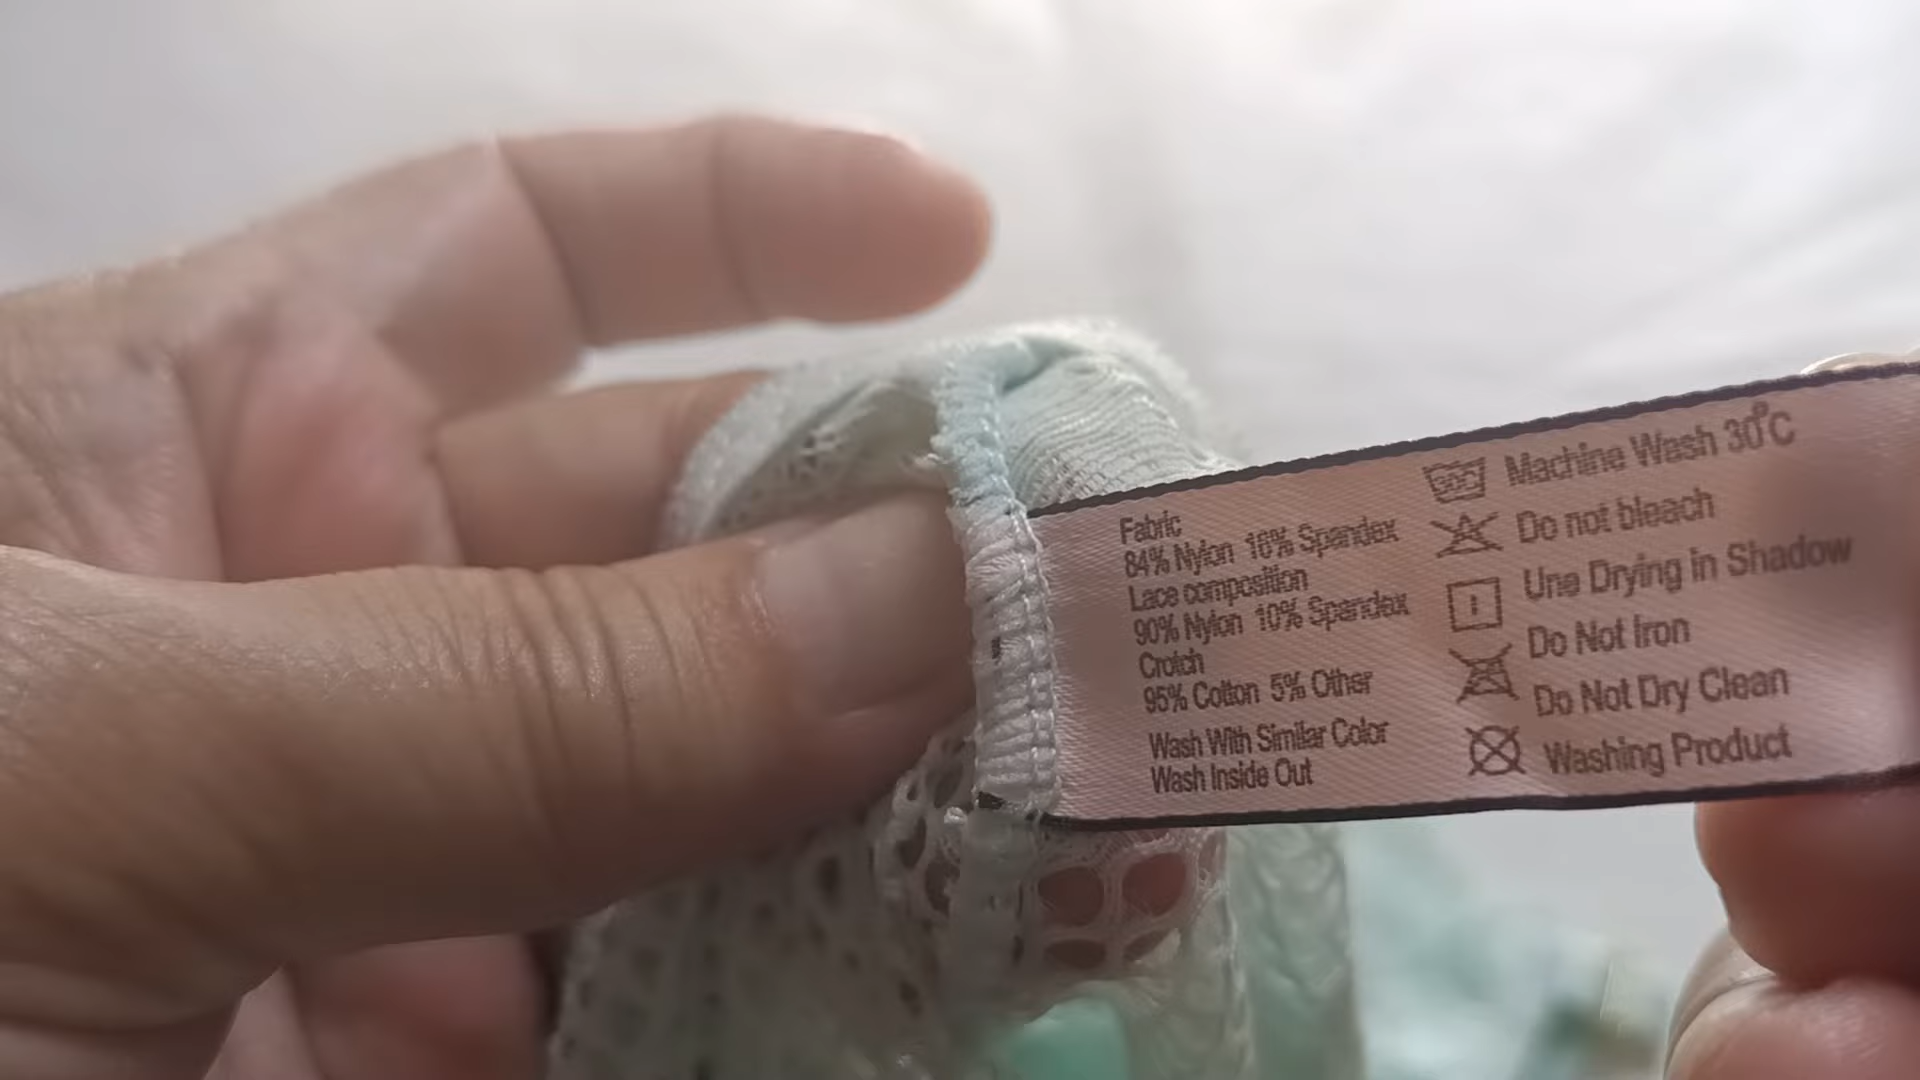 Fabric
84% Nylon 16% Spandex
Lace composition
90% Nylon 10% Spandex
Crotch
95% Cotton 5% Other
Wash With Similar Color
Wash Inside Out
30C
Machine Wash 30°C
Do not bleach
Une Drying in Shadow
Do Not Iron
Do Not Dry Clean
Washing Product